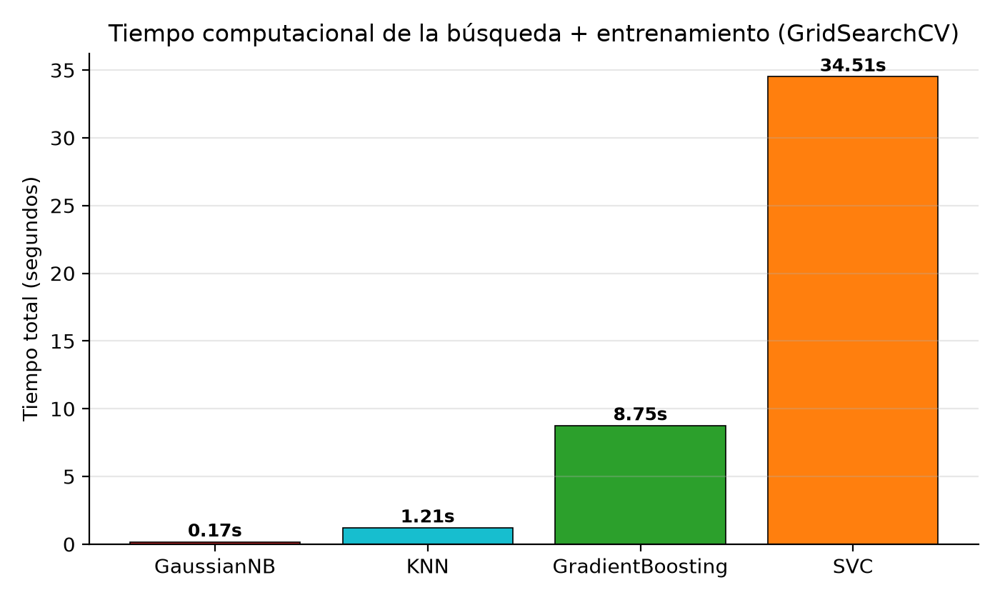 Tiempo computacional de la búsqueda + entrenamiento (GridSearchCV)
Tiempo total (segundos)
35
30
25
20
15
10
5
0
0.17s
1.21s
8.75s
34.51s
GaussianNB
KNN
GradientBoosting
SVC